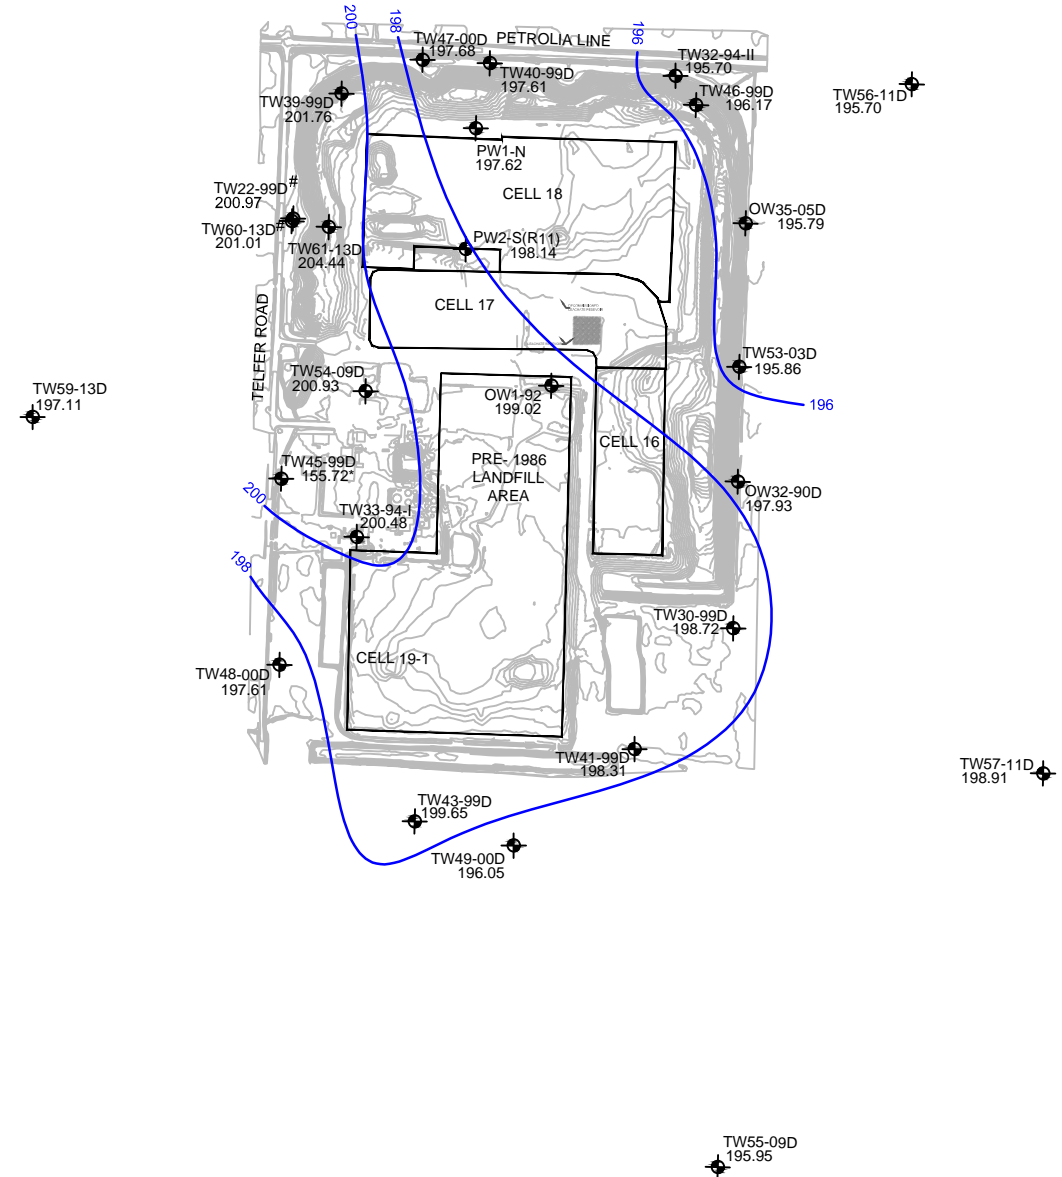 200
198
196
TW47-00D
197.68
PETROLIA LINE
TW40-99D
197.61
TW32-94-II
195.70
TW46-99D
196.17
TW56-11D
195.70
TW39-99D
201.76
PW1-N
197.62
CELL 18
TW22-99D#
200.97
TW60-13D#
201.01
TW61-13D
204.44
PW2-S(R11)
198.14
OW35-05D
195.79
TELFER ROAD
CELL 17
TW54-09D
200.93
TW53-03D
195.86
OW1-92
199.02
196
TW59-13D
197.11
CELL 16
TW45-99D
155.72*
PRE- 1986
LANDFILL
AREA
OW32-90D
197.93
200
TW33-94-I
200.48
198
TW30-99D
198.72
CELL 19-1
TW48-00D
197.61
TW41-99D
198.31
TW57-11D
198.91
TW43-99D
199.65
TW49-00D
196.05
TW55-09D
195.95